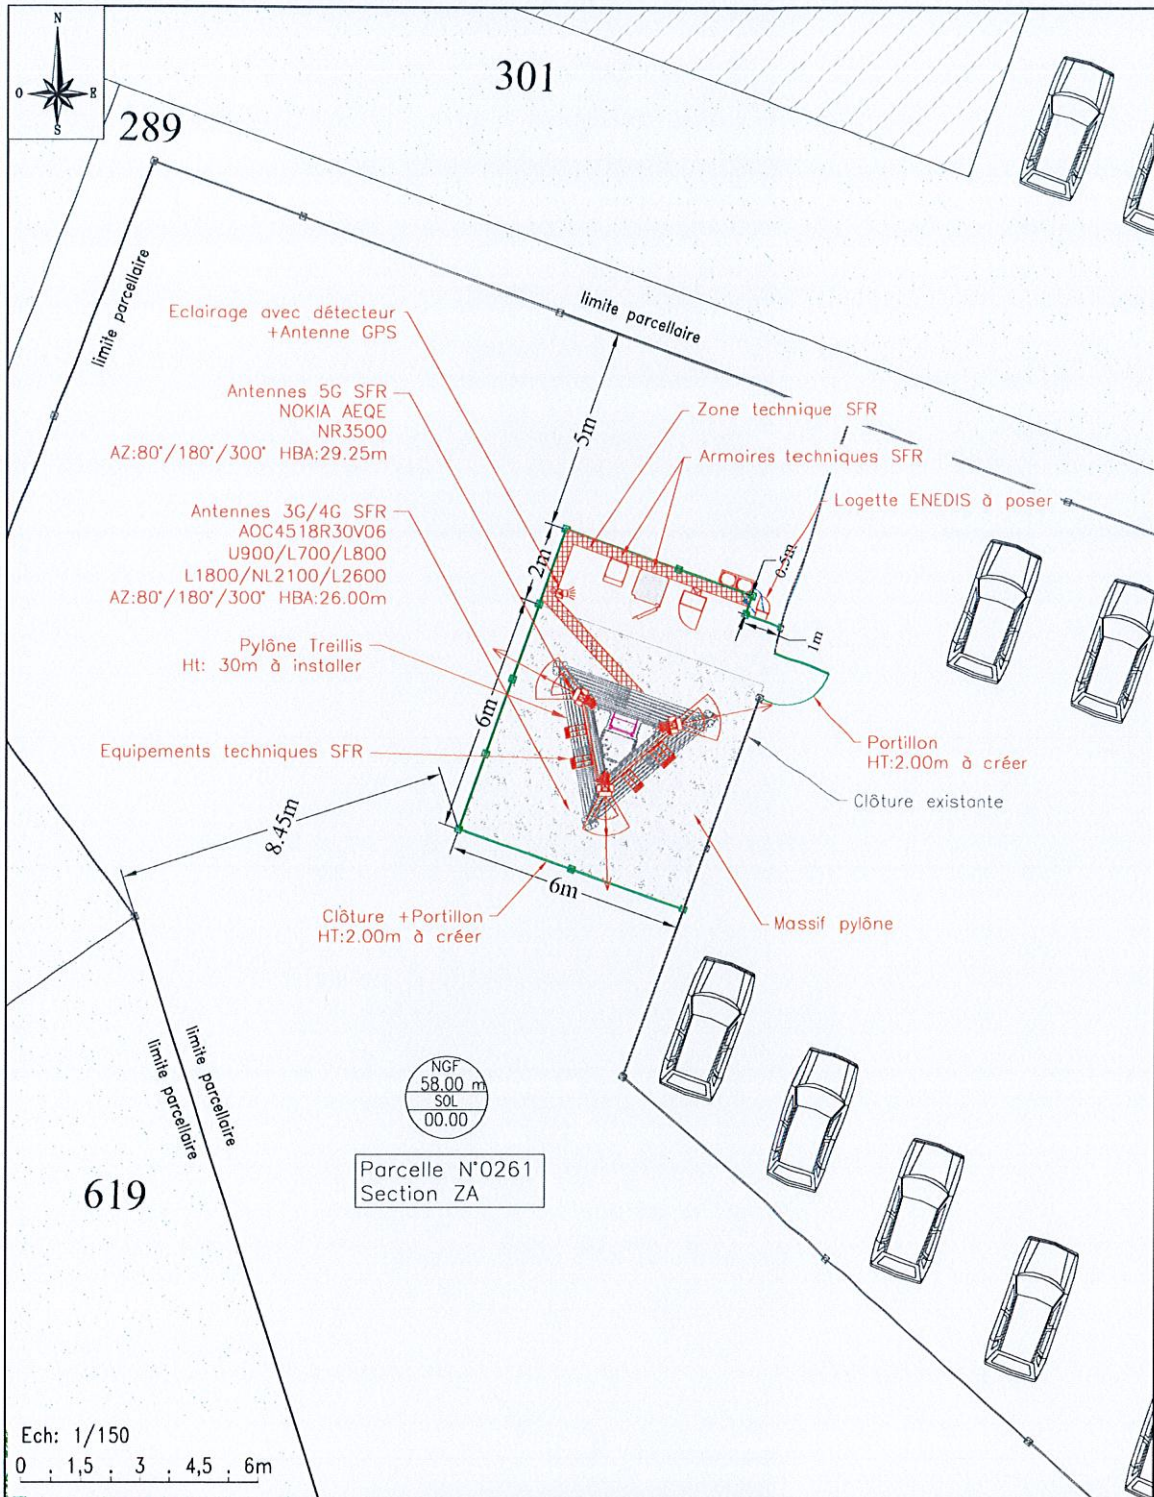 N
O E
S
301
289
limite parcellaire
limite parcellaire
Eclairage avec détecteur
+Antenne GPS
Antennes 5G SFR
NOKIA AEQE
NR3500
AZ:80°/180°/300° HBA:29.25m
Antennes 3G/4G SFR
AOC4518R30V06
U900/L700/L800
L1800/NL2100/L2600
AZ:80°/180°/300° HBA:26.00m
Pylône Treillis
Ht: 30m à installer
Equipements techniques SFR
5m
2m
6m
8.45m
6m
Zone technique SFR
Armoires techniques SFR
Logette ENEDIS à poser
0.5m
1m
Portillon
HT:2.00m à créer
Clôture existante
Massif pylône
Clôture +Portillon
HT:2.00m à créer
limite parcellaire
limite parcellaire
NGF
58.00 m
SOL
00.00
Parcelle N°0261
Section ZA
619
Ech: 1/150
0 1,5 3 4,5 6m